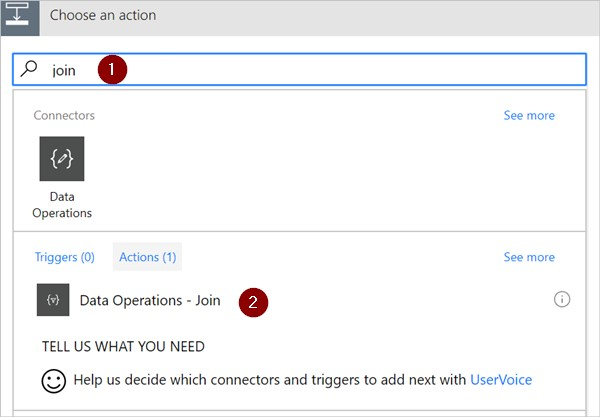 Choose an action
join 1
Connectors See more
Data
Operations
Triggers (0) Actions (1) See more
Data Operations - Join 2
TELL US WHAT YOU NEED
Help us decide which connectors and triggers to add next with UserVoice